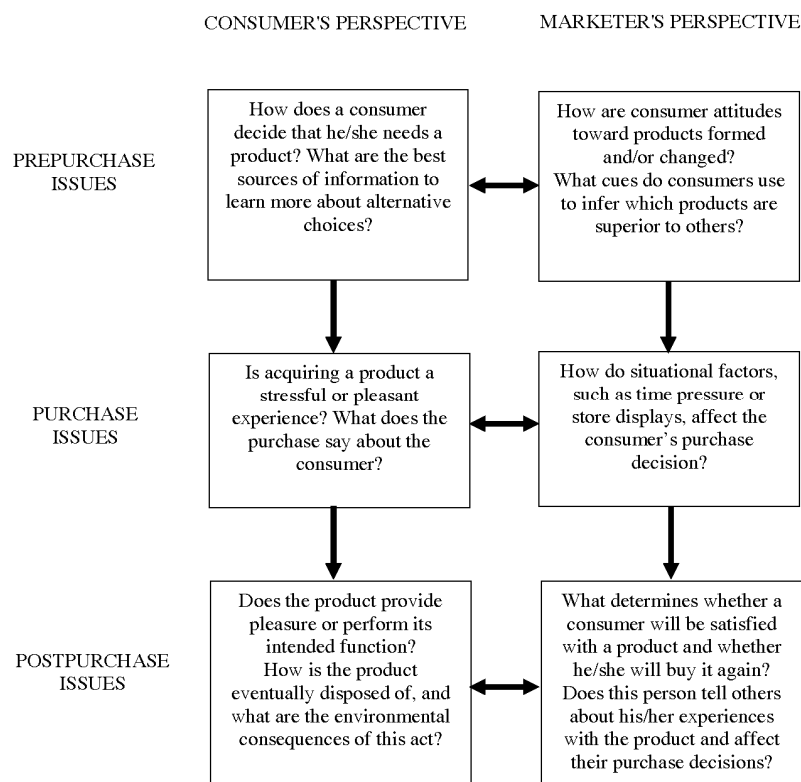 CONSUMER'S PERSPECTIVE
MARKETER'S PERSPECTIVE
PREPURCHASE
ISSUES
How does a consumer
decide that he/she needs a
product? What are the best
sources of information to
learn more about alternative
choices?
How are consumer attitudes
toward products formed
and/or changed?
What cues do consumers use
to infer which products are
superior to others?
PURCHASE
ISSUES
Is acquiring a product a
stressful or pleasant
experience? What does the
purchase say about the
consumer?
How do situational factors,
such as time pressure or
store displays, affect the
consumer's purchase
decision?
POSTPURCHASE
ISSUES
Does the product provide
pleasure or perform its
intended function?
How is the product
eventually disposed of, and
what are the environmental
consequences of this act?
What determines whether a
consumer will be satisfied
with a product and whether
he/she will buy it again?
Does this person tell others
about his/her experiences
with the product and affect
their purchase decisions?